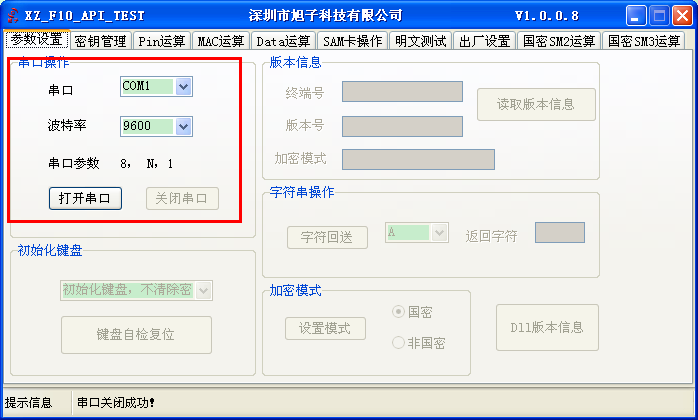 XZ_F10_API_TEST 深圳市旭子科技有限公司 V1.0.0.8
参数设置 密钥管理 Pin运算 MAC运算 Data运算 SAM卡操作 明文测试 出厂设置 国密SM2运算 国密SM3运算
串口操作
串口 COM1
波特率 9600
串口参数 8, N, 1
打开串口 关闭串口
初始化键盘
初始化键盘，不清除密
键盘自检复位
版本信息
终端号
版本号
加密模式
读取版本信息
字符串操作
字符回送 A 返回字符
加密模式
设置模式
国密
非国密
Dll版本信息
提示信息 串口关闭成功!